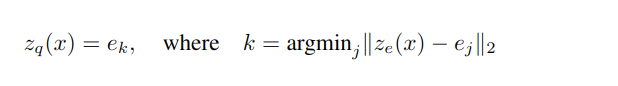 z_q(x) = e_k, where k = argmin_j ||z_e(x) − e_j||_2